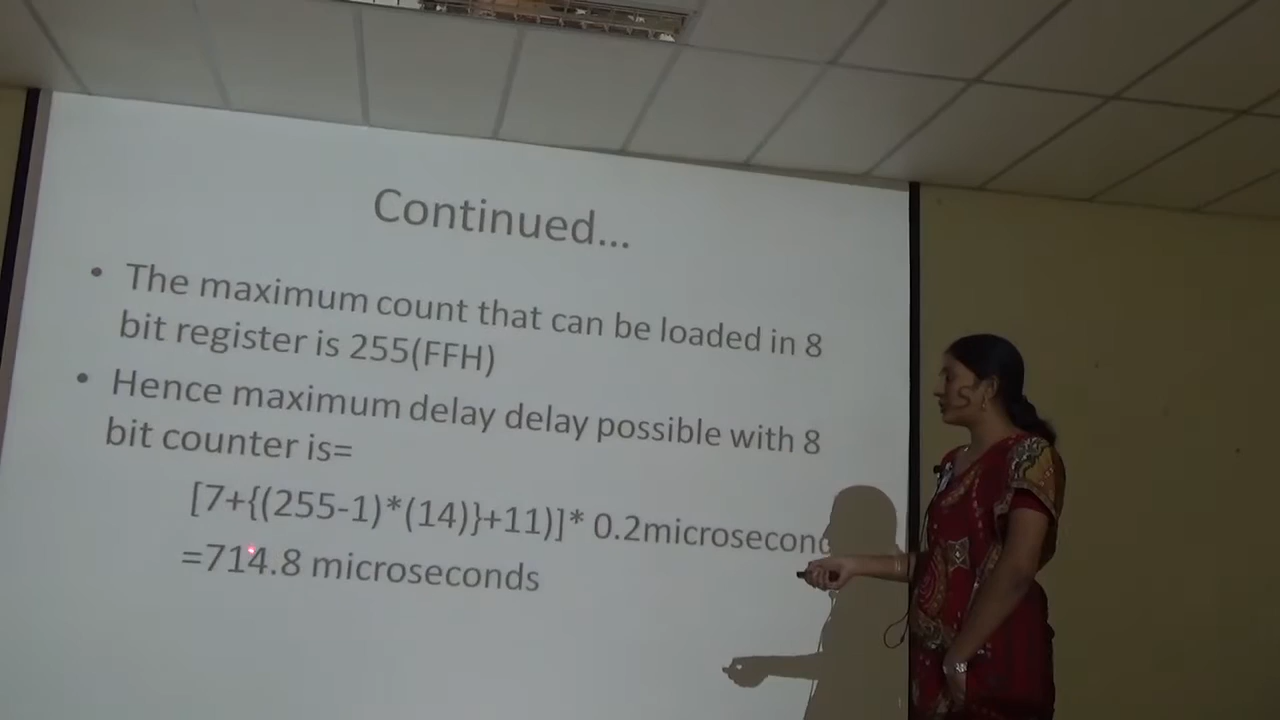 Continued...
• The maximum count that can be loaded in 8
bit register is 255(FFH)
• Hence maximum delay delay possible with 8
bit counter is=
[7+{(255-1)*(14)}+11)]* 0.2microsecond
=714.8 microseconds